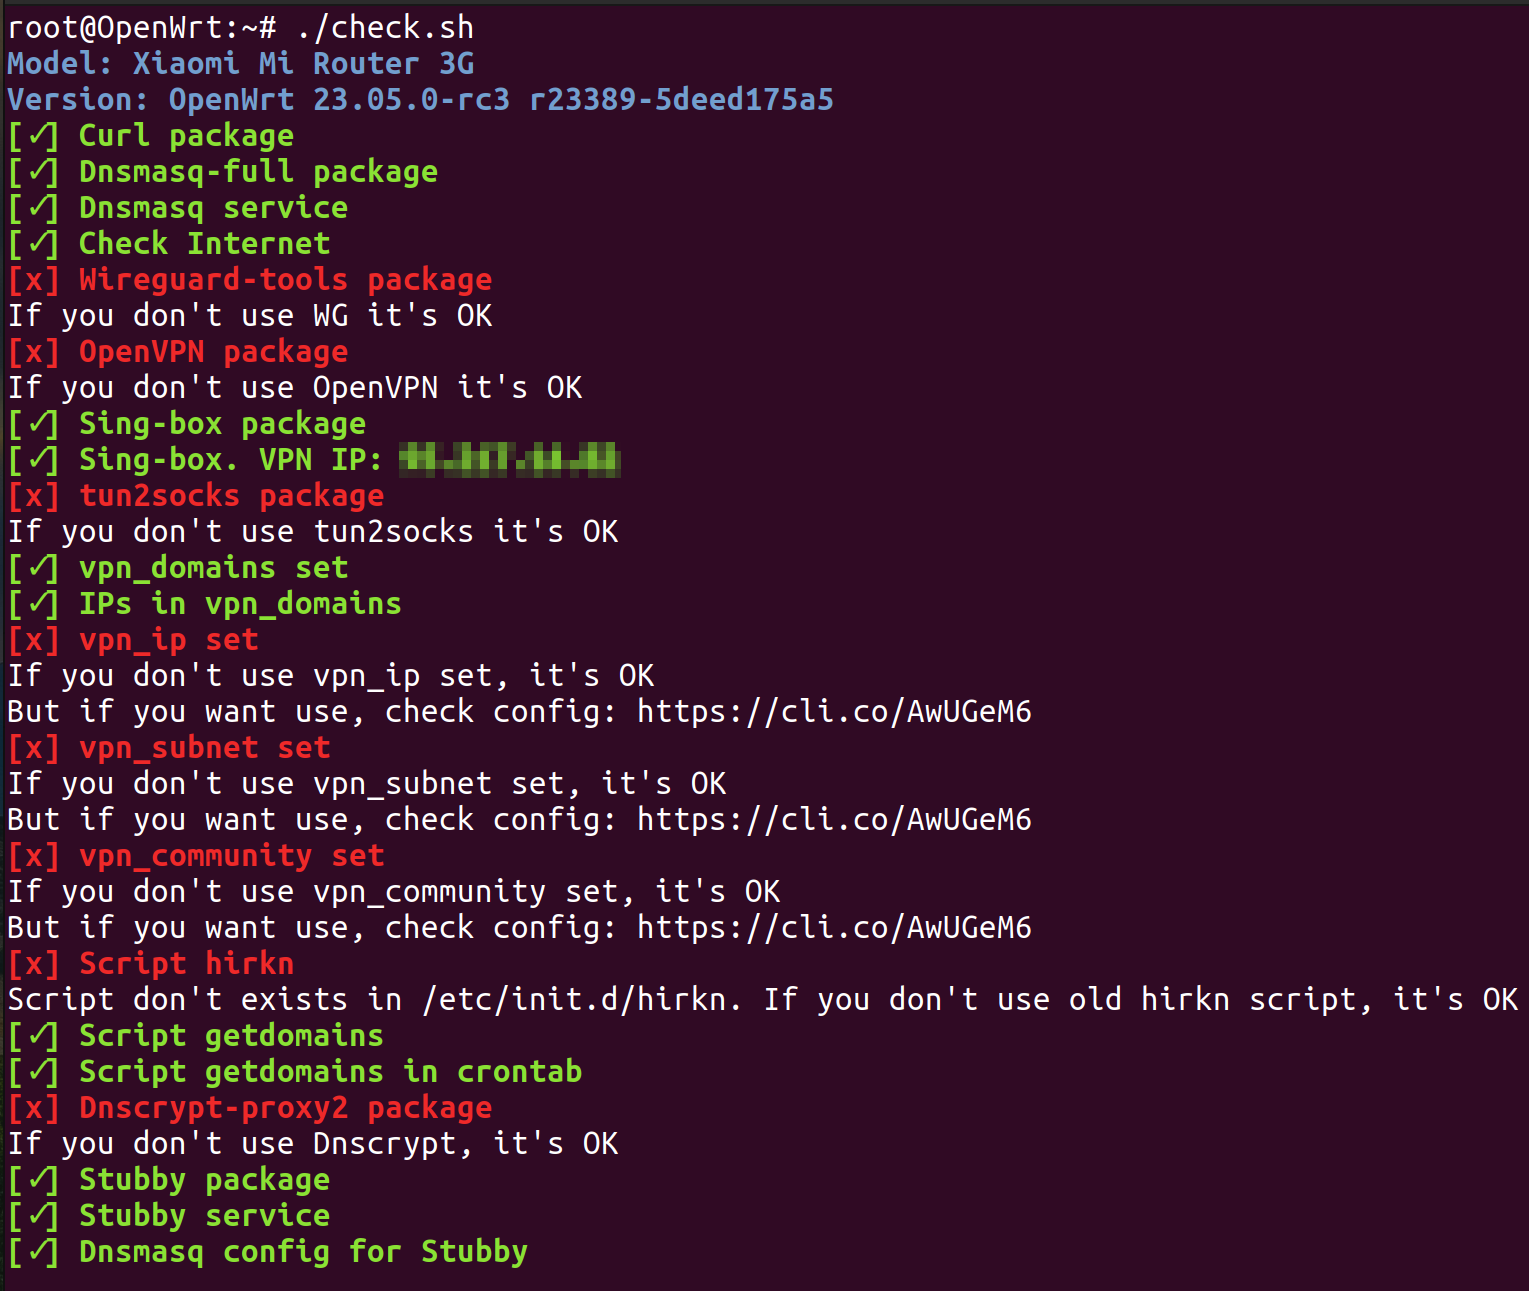 root@OpenWrt:~# ./check.sh
Model: Xiaomi Mi Router 3G
Version: OpenWrt 23.05.0-rc3 r23389-5deed175a5
[✓] Curl package
[✓] Dnsmasq-full package
[✓] Dnsmasq service
[✓] Check Internet
[x] Wireguard-tools package
If you don't use WG it's OK
[x] OpenVPN package
If you don't use OpenVPN it's OK
[✓] Sing-box package
[✓] Sing-box. VPN IP:
[x] tun2socks package
If you don't use tun2socks it's OK
[✓] vpn_domains set
[✓] IPs in vpn_domains
[x] vpn_ip set
If you don't use vpn_ip set, it's OK
But if you want use, check config: https://cli.co/AwUGeM6
[x] vpn_subnet set
If you don't use vpn_subnet set, it's OK
But if you want use, check config: https://cli.co/AwUGeM6
[x] vpn_community set
If you don't use vpn_community set, it's OK
But if you want use, check config: https://cli.co/AwUGeM6
[x] Script hirkn
Script don't exists in /etc/init.d/hirkn. If you don't use old hirkn script, it's OK
[✓] Script getdomains
[✓] Script getdomains in crontab
[x] Dnscrypt-proxy2 package
If you don't use Dnscrypt, it's OK
[✓] Stubby package
[✓] Stubby service
[✓] Dnsmasq config for Stubby